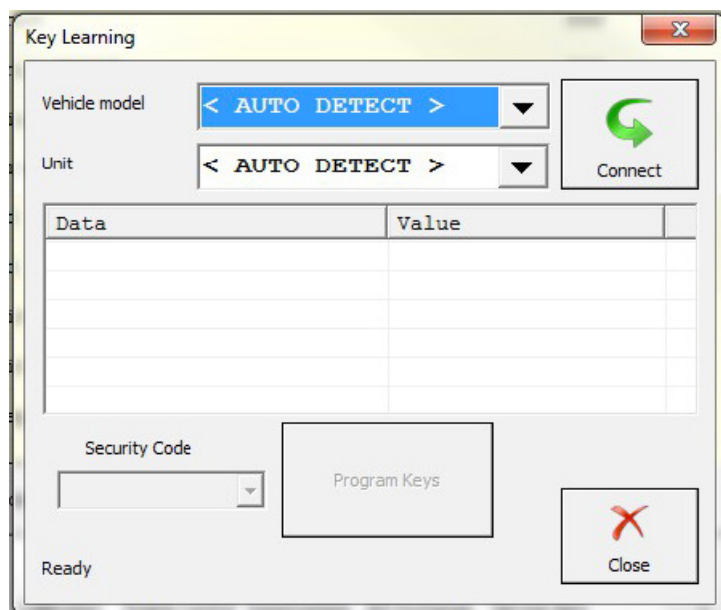 Key Learning
Vehicle model
< AUTO DETECT >
Connect
Unit
< AUTO DETECT >
Data Value
Security Code
Program Keys
Ready
Close